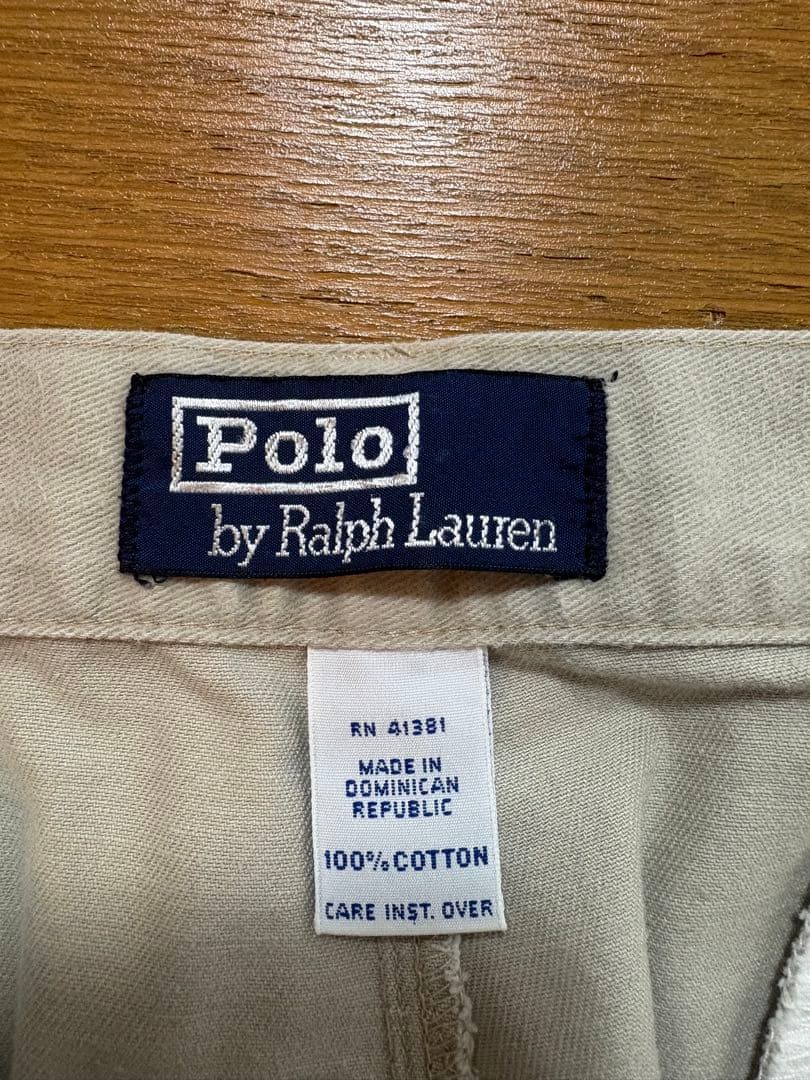 Polo
by Ralph Lauren
RN 41381
MADE IN
DOMINICAN
REPUBLIC
100% COTTON
CARE INST. OVER